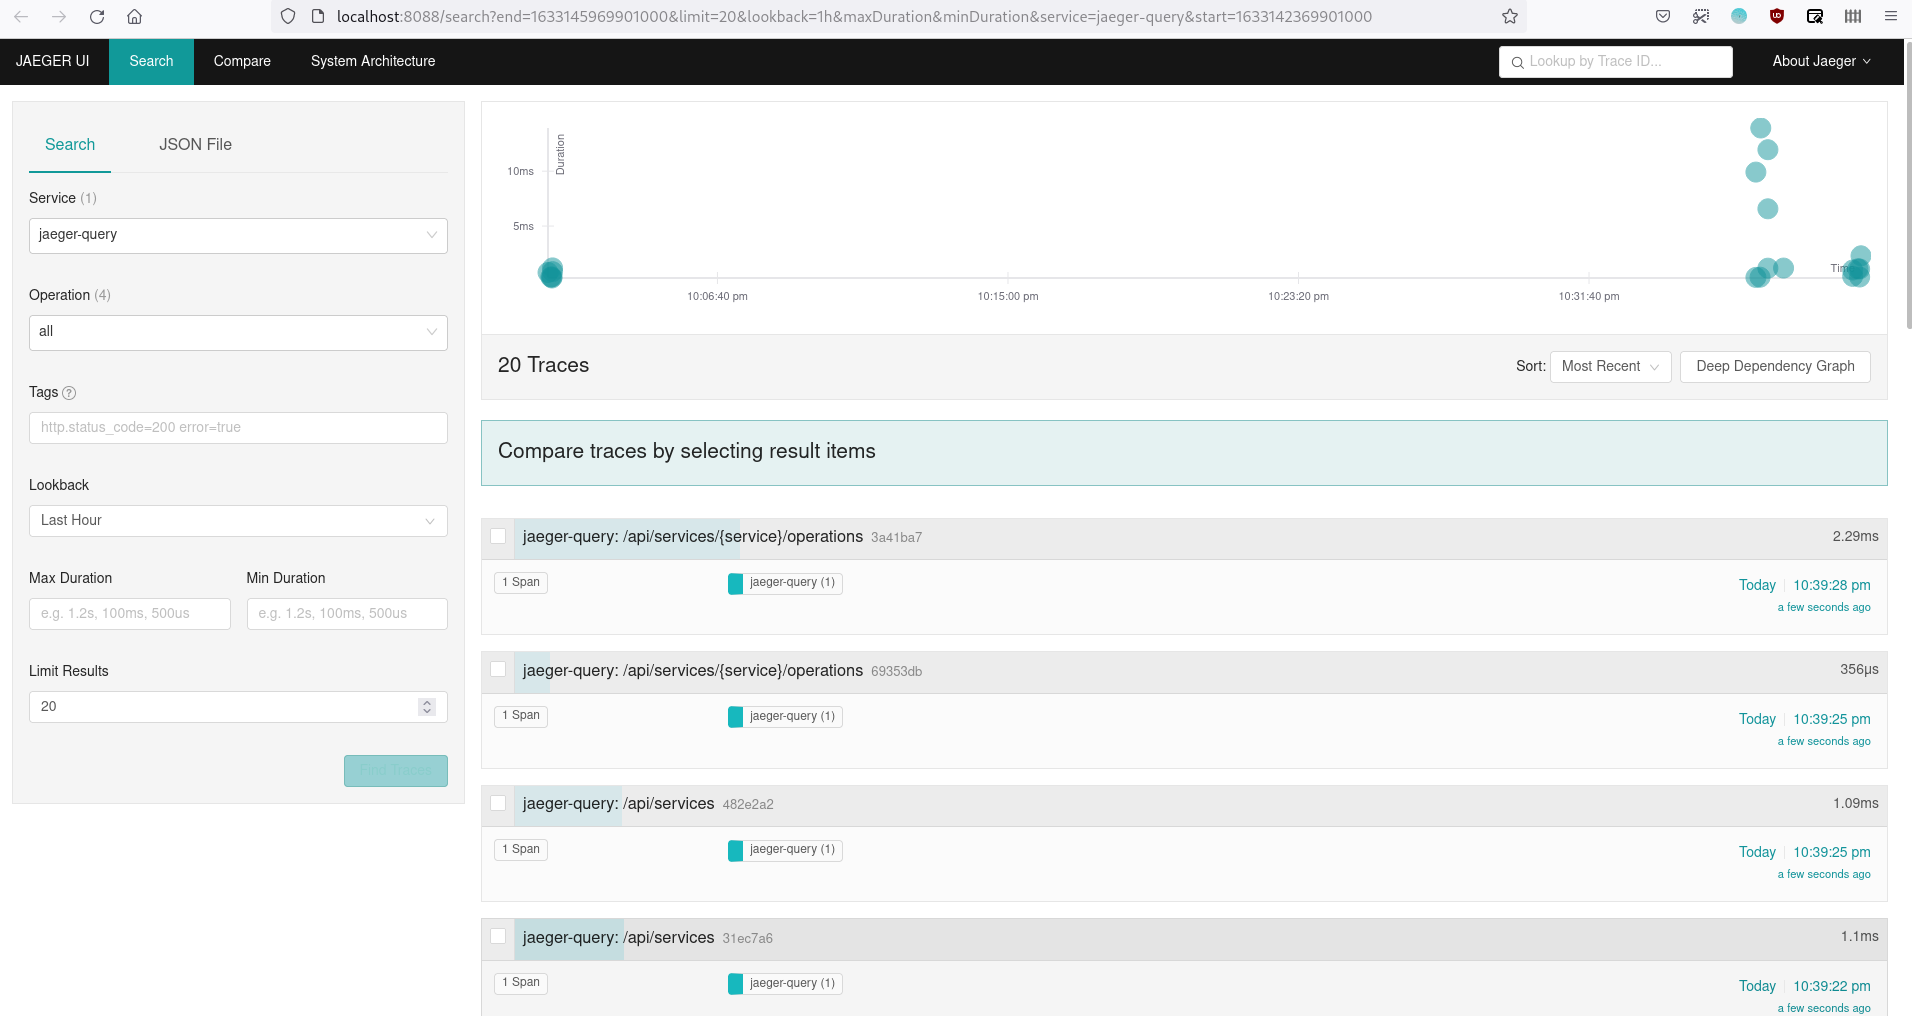 localhost:8088/search?end=1633145969901000&limit=20&lookback=1h&maxDuration&minDuration&service=jaeger-query&start=1633142369901000
JAEGER UI Search Compare System Architecture Lookup by Trace ID... About Jaeger
Search JSON File
Service (1)
jaeger-query
Operation (4)
all
Tags ?
http.status_code=200 error=true
Lookback
Last Hour
Max Duration Min Duration
e.g. 1.2s, 100ms, 500us e.g. 1.2s, 100ms, 500us
Limit Results
20
Find Traces
Duration
10ms
5ms
Time
10:06:40 pm 10:15:00 pm 10:23:20 pm 10:31:40 pm
20 Traces Sort: Most Recent Deep Dependency Graph
Compare traces by selecting result items
jaeger-query: /api/services/{service}/operations 3a41ba7 2.29ms
1 Span jaeger-query (1) Today 10:39:28 pm
a few seconds ago
jaeger-query: /api/services/{service}/operations 69353db 356μs
1 Span jaeger-query (1) Today 10:39:25 pm
a few seconds ago
jaeger-query: /api/services 482e2a2 1.09ms
1 Span jaeger-query (1) Today 10:39:25 pm
a few seconds ago
jaeger-query: /api/services 31ec7a6 1.1ms
1 Span jaeger-query (1) Today 10:39:22 pm
a few seconds ago